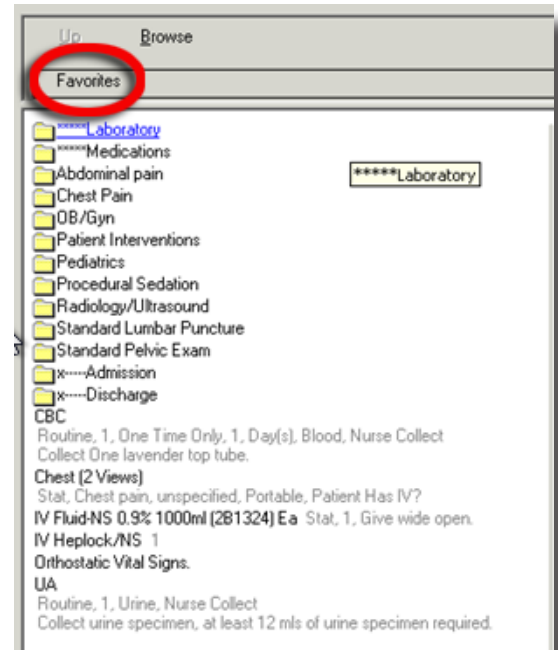 Up Browse
Favorites
*****Laboratory
*****Medications
*****Laboratory
Abdominal pain
Chest Pain
OB/Gyn
Patient Interventions
Pediatrics
Procedural Sedation
Radiology/Ultrasound
Standard Lumbar Puncture
Standard Pelvic Exam
x-----Admission
x-----Discharge
CBC
Routine, 1, One Time Only, 1, Day(s), Blood, Nurse Collect
Collect One lavender top tube.
Chest (2 Views)
Stat, Chest pain, unspecified, Portable, Patient Has IV?
IV Fluid-NS 0.9% 1000ml (2B1324) Ea Stat, 1, Give wide open.
IV Heplock/NS 1
Orthostatic Vital Signs.
UA
Routine, 1, Urine, Nurse Collect
Collect urine specimen, at least 12 mls of urine specimen required.